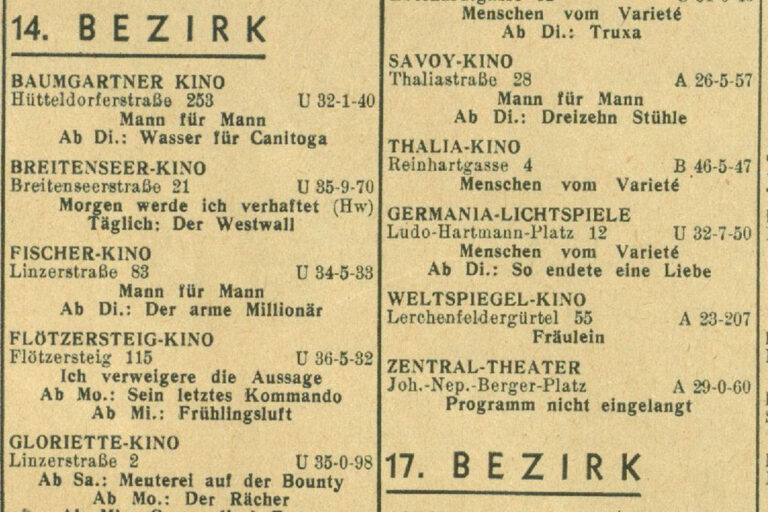 14. BEZIRK
BAUMGARTNER KINO
Hütteldorferstraße 253 U 32-1-40
Mann für Mann
Ab Di.: Wasser für Canitoga
BREITENSEER-KINO
Breitenseerstraße 21 U 35-9-70
Morgen werde ich verhaftet (Hw)
Täglich: Der Westwall
FISCHER-KINO
Linzerstraße 83 U 34-5-33
Mann für Mann
Ab Di.: Der arme Millionär
FLÖTZERSTEIG-KINO
Flötzersteig 115 U 36-5-32
Ich verweigere die Aussage
Ab Mo.: Sein letztes Kommando
Ab Mi.: Frühlingsluft
GLORIETTE-KINO
Linzerstraße 2 U 35-0-98
Ab Sa.: Meuterei auf der Bounty
Ab Mo.: Der Rächer
Menschen vom Varieté
Ab Di.: Truxa
SAVOY-KINO
Thaliastraße 28 A 26-5-57
Mann für Mann
Ab Di.: Dreizehn Stühle
THALIA-KINO
Reinhartgasse 4 B 46-5-47
Menschen vom Varieté
GERMANIA-LICHTSPIELE
Ludo-Hartmann-Platz 12 U 32-7-50
Menschen vom Varieté
Ab Di.: So endete eine Liebe
WELTSPIEGEL-KINO
Lerchenfeldergürtel 55 A 23-207
Fräulein
ZENTRAL-THEATER
Joh.-Nep.-Berger-Platz A 29-0-60
Programm nicht eingelangt
17. BEZIRK